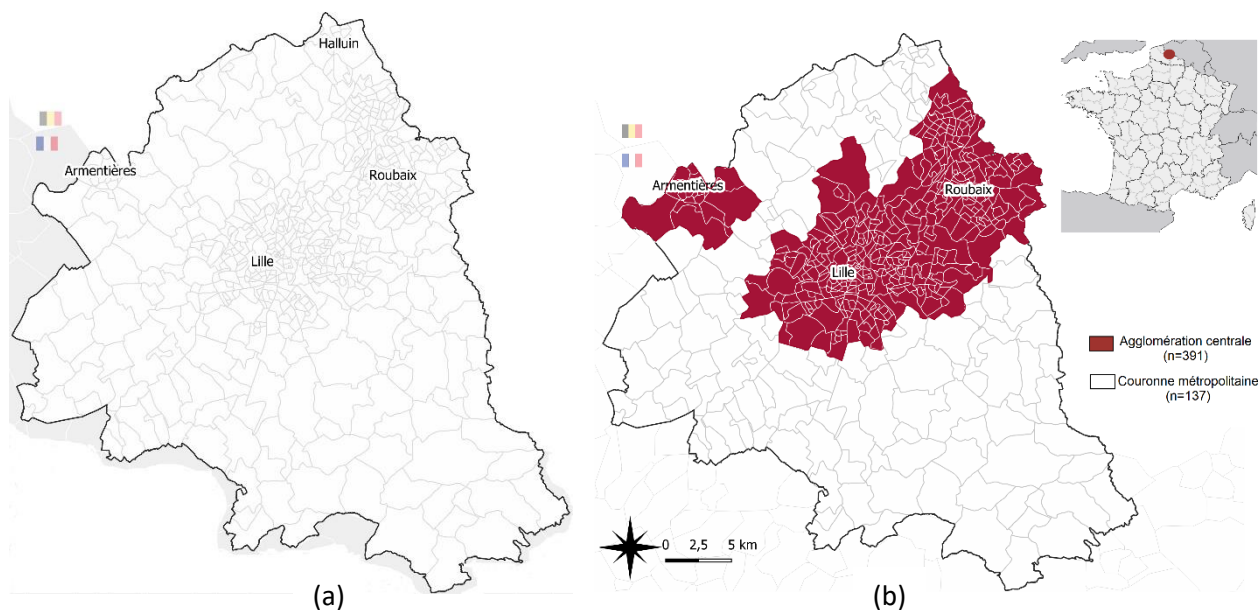 Halluin
Armentières
Roubaix
Lille
(a)
Armentières
Roubaix
Lille
Agglomération centrale
(n=391)
Couronne métropolitaine
(n=137)
0 2,5 5 km
(b)